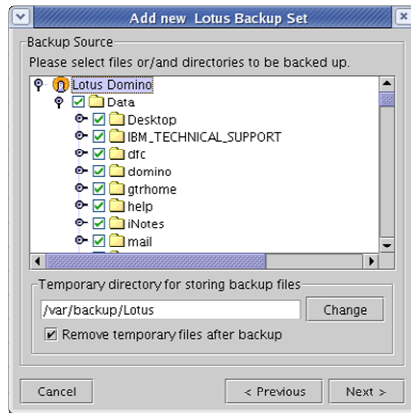 Add new Lotus Backup Set
Backup Source
Please select files or/and directories to be backed up.
Lotus Domino
Data
Desktop
IBM_TECHNICAL_SUPPORT
dfc
domino
gtrhome
help
iNotes
mail
Temporary directory for storing backup files
/var/backup/Lotus
Change
Remove temporary files after backup
Cancel
< Previous
Next >